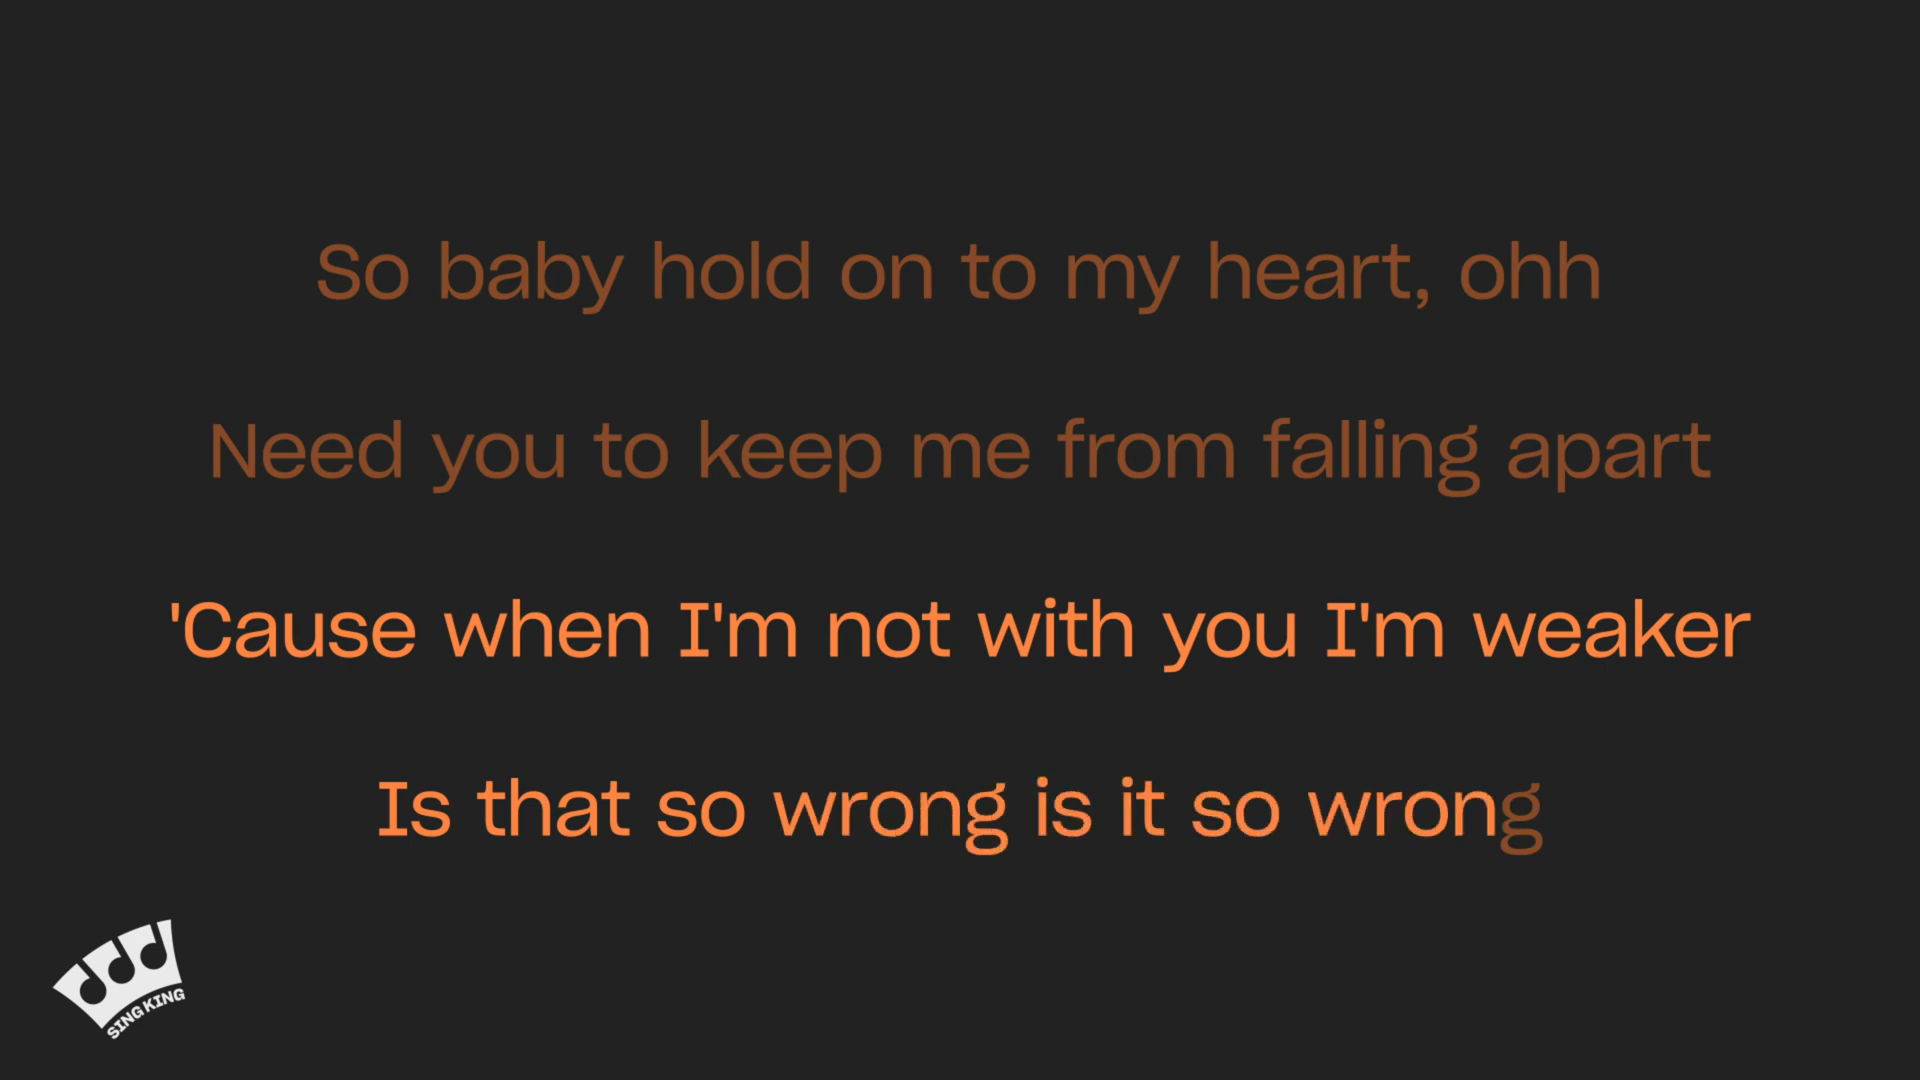 So baby hold on to my heart, ohh
Need you to keep me from falling apart
'Cause when I'm not with you I'm weaker
Is that so wrong is it so wrong
SING KING